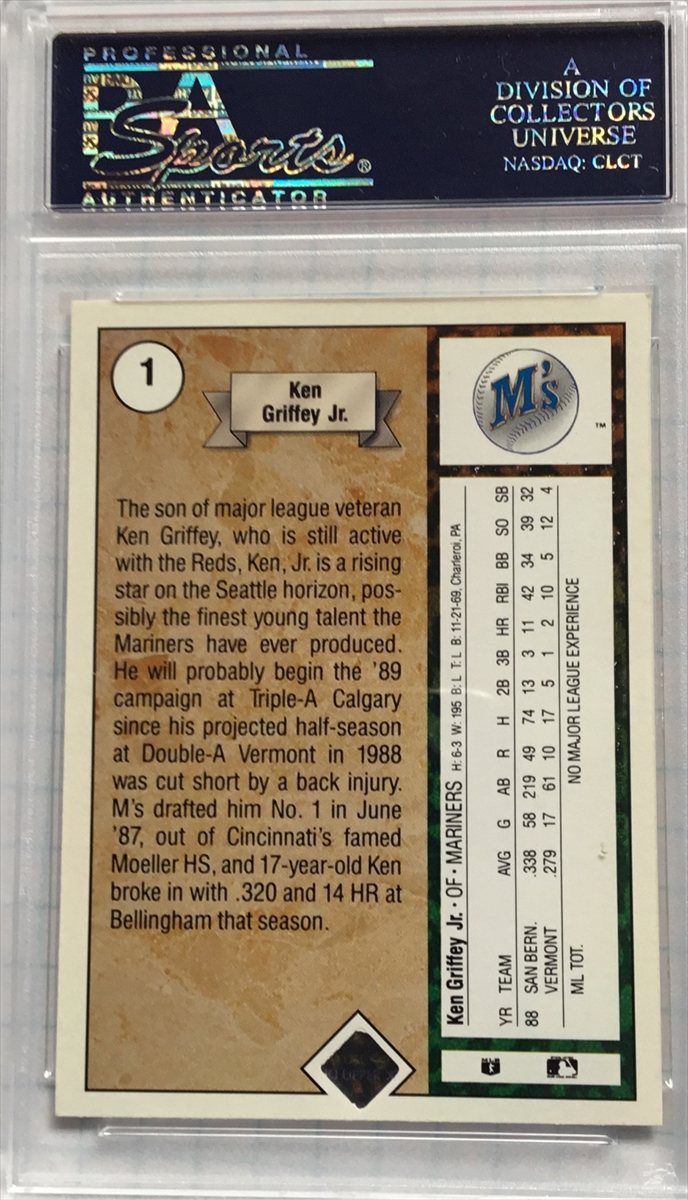 PROFESSIONAL
PSA
Sports®
AUTHENTICATOR
A
DIVISION OF
COLLECTORS
UNIVERSE
NASDAQ: CLCT
1
Ken
Griffey Jr.
The son of major league veteran
Ken Griffey, who is still active
with the Reds, Ken, Jr. is a rising
star on the Seattle horizon, pos-
sibly the finest young talent the
Mariners have ever produced.
He will probably begin the '89
campaign at Triple-A Calgary
since his projected half-season
at Double-A Vermont in 1988
was cut short by a back injury.
M's drafted him No. 1 in June
'87, out of Cincinnati's famed
Moeller HS, and 17-year-old Ken
broke in with .320 and 14 HR at
Bellingham that season.
M's
™
Ken Griffey Jr. • OF • MARINERS H: 6-3 W: 195 B: L T: L B: 11-21-69, Charleroi, PA
YR TEAM AVG G AB R H 2B 3B HR RBI BB SO SB
88 SAN BERN. .338 58 219 49 74 13 3 11 42 34 39 32
VERMONT .279 17 61 10 17 5 1 2 10 5 12 4
ML TOT. NO MAJOR LEAGUE EXPERIENCE